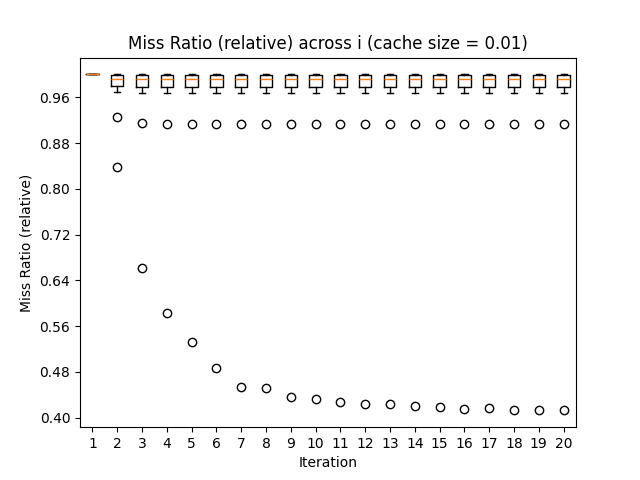 Miss Ratio (relative) across i (cache size = 0.01)
Miss Ratio (relative)
0.96
0.88
0.80
0.72
0.64
0.56
0.48
0.40
1 2 3 4 5 6 7 8 9 10 11 12 13 14 15 16 17 18 19 20
Iteration